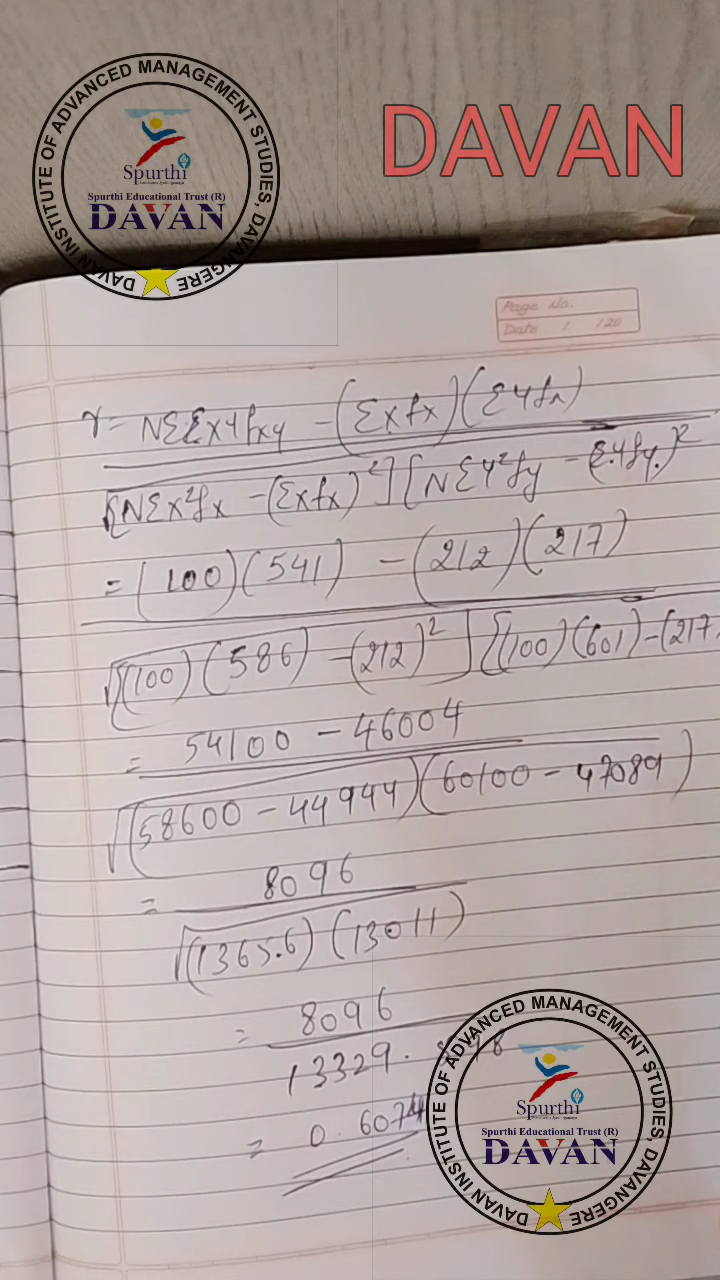 DAVAN
DAVAN INSTITUTE OF ADVANCED MANAGEMENT STUDIES, DAVANGERE
Spurthi
Spurthi Educational Trust (R)
DAVAN
Page No.
Date / /20
r = NΣΣxyfxy - (Σxfx)(Σyfx)
√[NΣx²fx - (Σxfx)²][NΣy²fy - (Σyfy)²
= (100)(541) - (212)(217)
√(100)(586) - (212)²][(100)(601) - (217
= 54100 - 46004
√(58600 - 44944)(60100 - 47089)
= 8096
√(1365.6)(13011)
= 8096
13329.
= 0.6074
DAVAN INSTITUTE OF ADVANCED MANAGEMENT STUDIES, DAVANGERE
Spurthi
Spurthi Educational Trust (R)
DAVAN